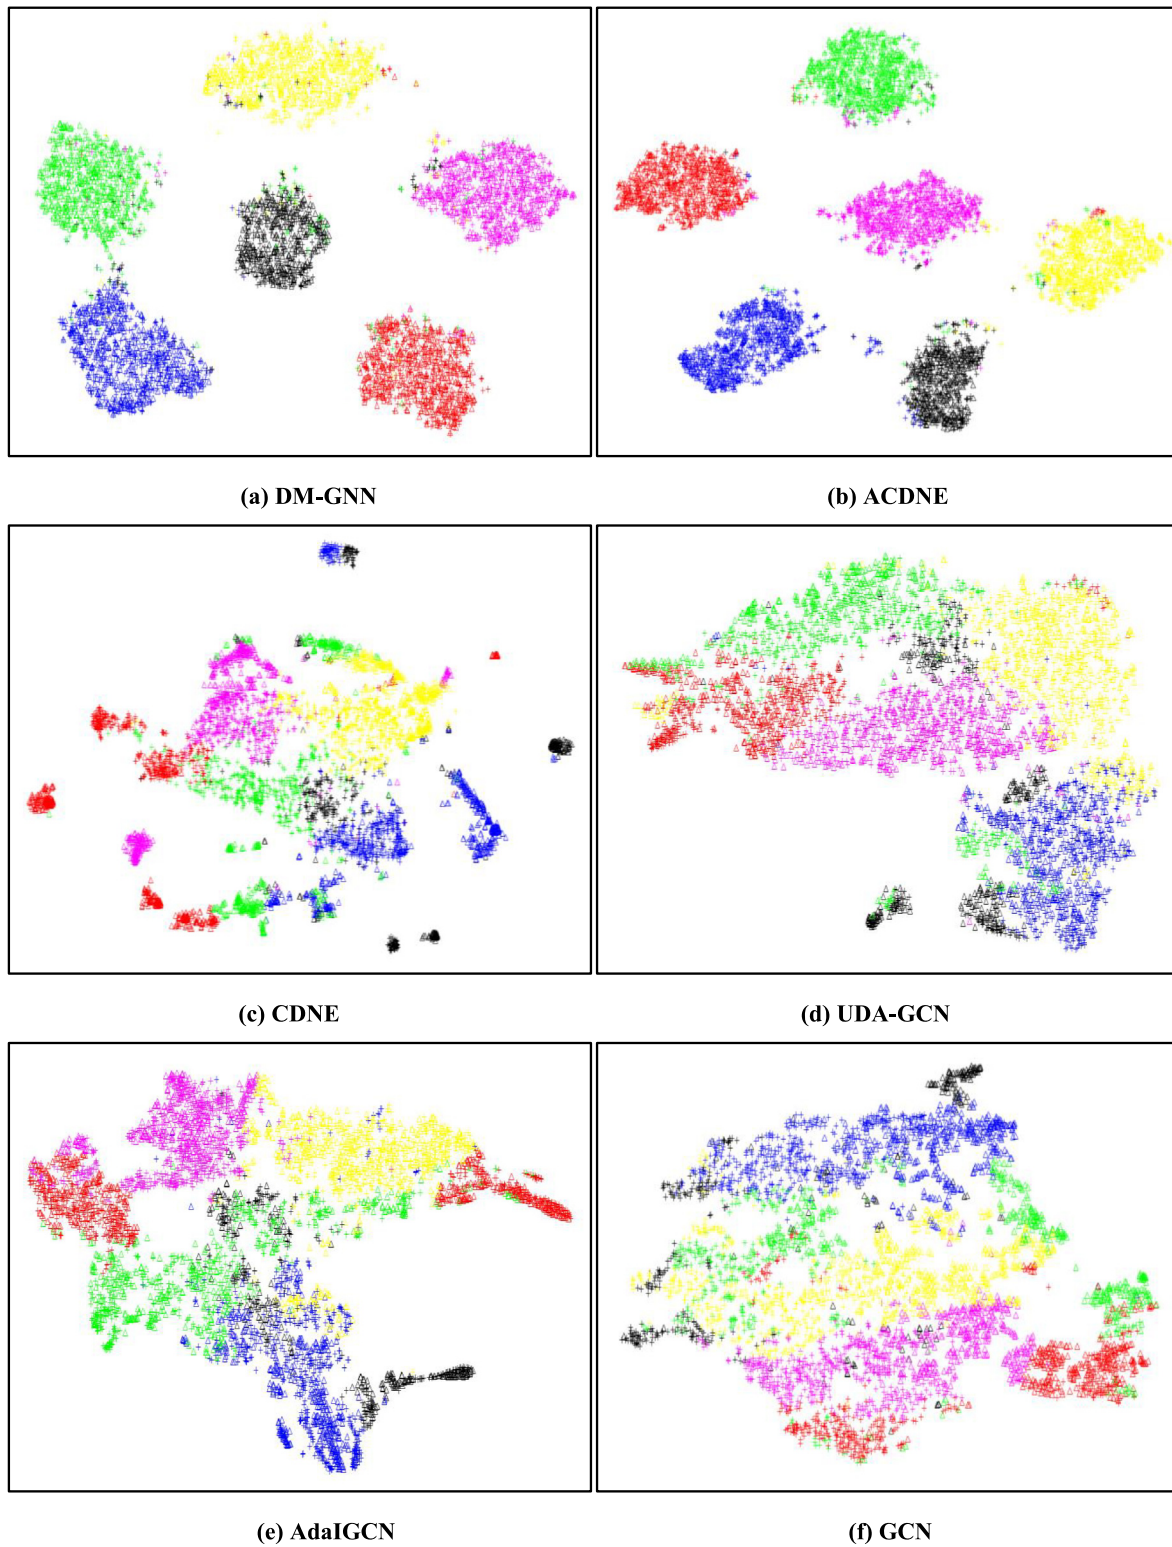 (a) DM-GNN
(b) ACDNE
(c) CDNE
(d) UDA-GCN
(e) AdaIGCN
(f) GCN